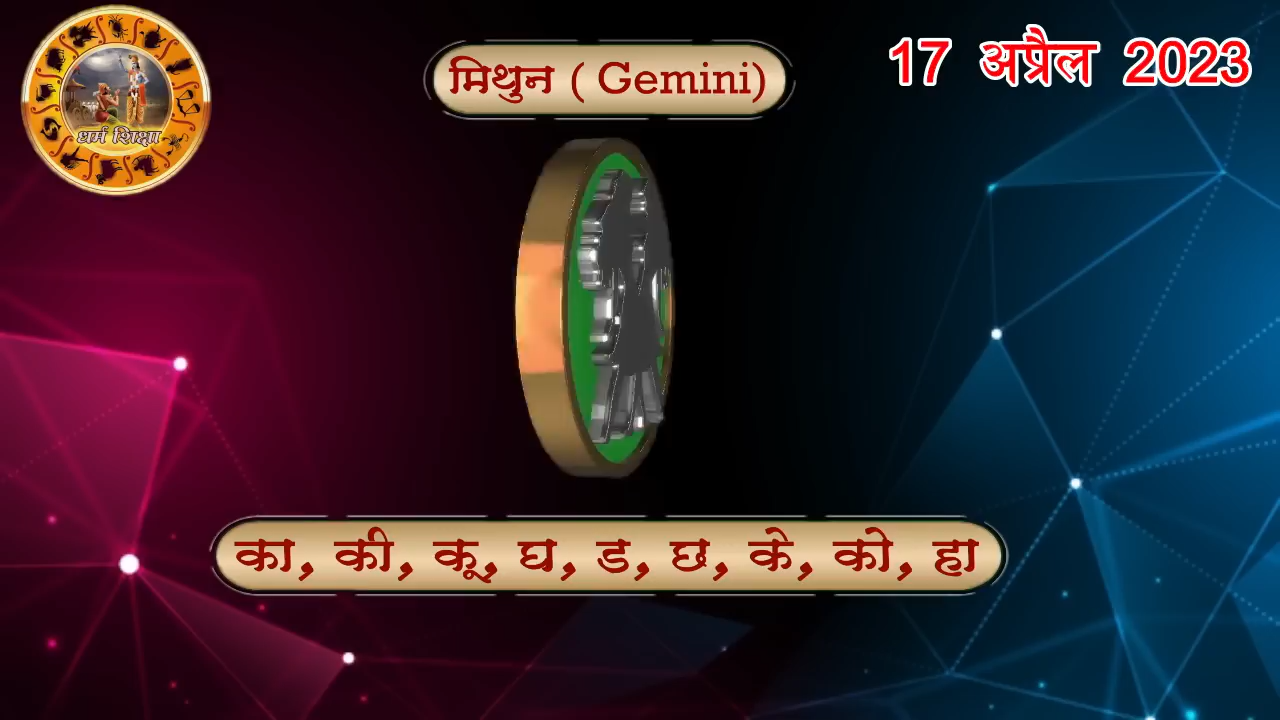 धर्म शिक्षा
मिथुन ( Gemini)
17 अप्रैल 2023
का, की, कू, घ, ड, छ, के, को, हा